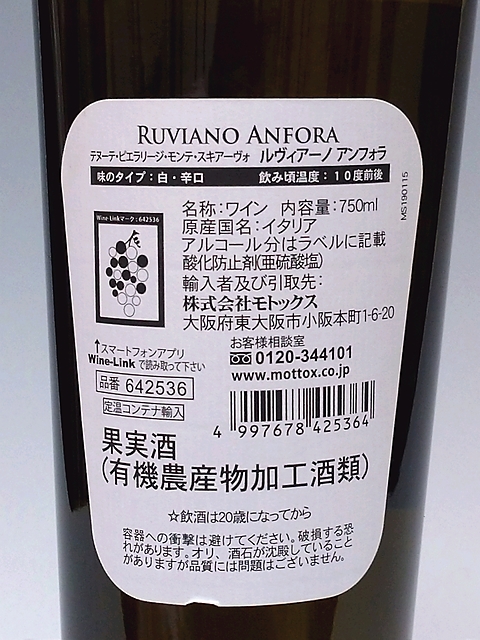 RUVIANO ANFORA
テヌーテ・ピエラリージ・モンテ・スキアーヴォ ルヴィアーノ アンフォラ
味のタイプ：白・辛口 飲み頃温度：10度前後
MS190115
Wine-Linkマーク:642536
名称：ワイン 内容量：750ml
原産国名：イタリア
アルコール分はラベルに記載
酸化防止剤(亜硫酸塩)
輸入者及び引取先：
株式会社モトックス
大阪府東大阪市小阪本町1-6-20
お客様相談室
0120-344101
www.mottox.co.jp
↑スマートフォンアプリ
Wine-Link で読み取って下さい
品番 642536
定温コンテナ輸入
4 997678 425364
果実酒
(有機農産物加工酒類)
☆飲酒は20歳になってから
容器への衝撃は避けてください。破損する恐
れがあります。オリ、酒石が沈殿していること
がありますが品質には問題はございません。